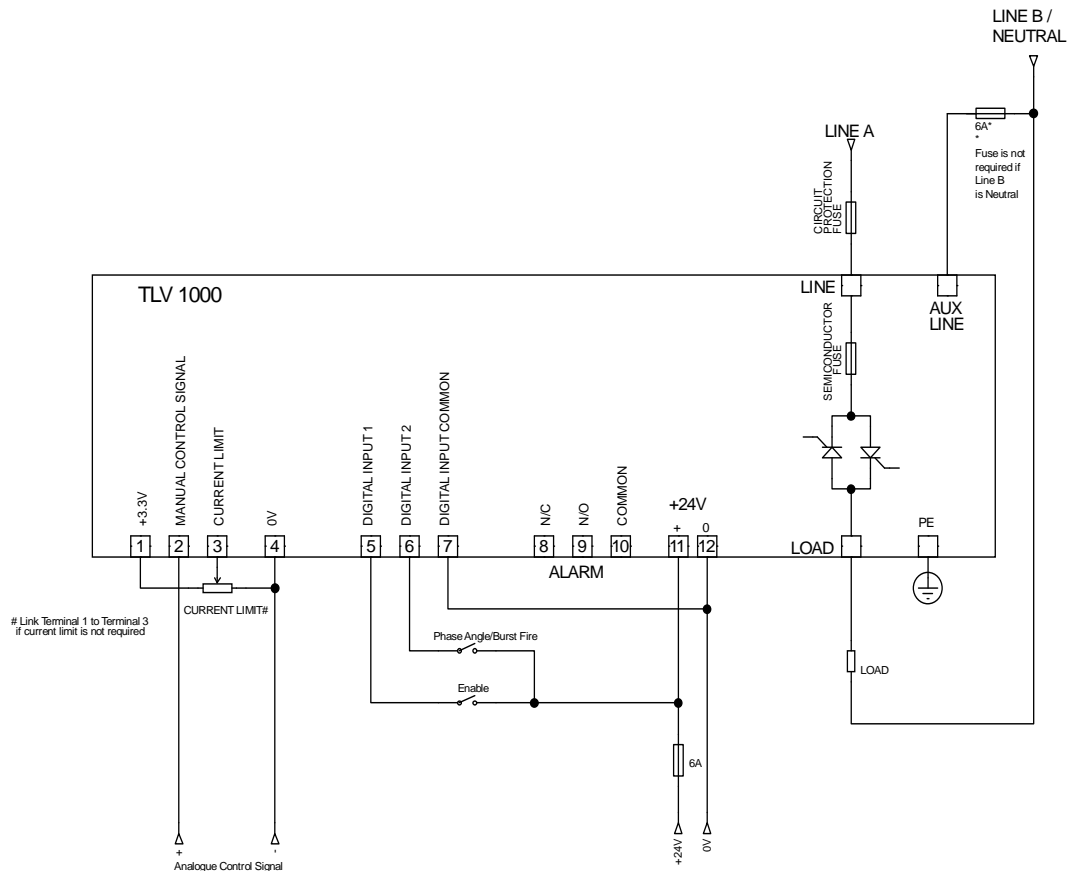 LINE B /
NEUTRAL
LINE A
6A*
*
Fuse is not
required if
Line B
is Neutral
CIRCUIT
PROTECTION
FUSE
TLV 1000
LINE
AUX
LINE
SEMICONDUCTOR
FUSE
+3.3V
MANUAL CONTROL SIGNAL
CURRENT LIMIT
0V
DIGITAL INPUT 1
DIGITAL INPUT 2
DIGITAL INPUT COMMON
N/C
N/O
COMMON
+24V
+
0
PE
1
2
3
4
5
6
7
8
9
10
11
12
LOAD
ALARM
CURRENT LIMIT#
# Link Terminal 1 to Terminal 3
if current limit is not required
Phase Angle/Burst Fire
Enable
LOAD
6A
+24V
0V
+
-
Analogue Control Signal